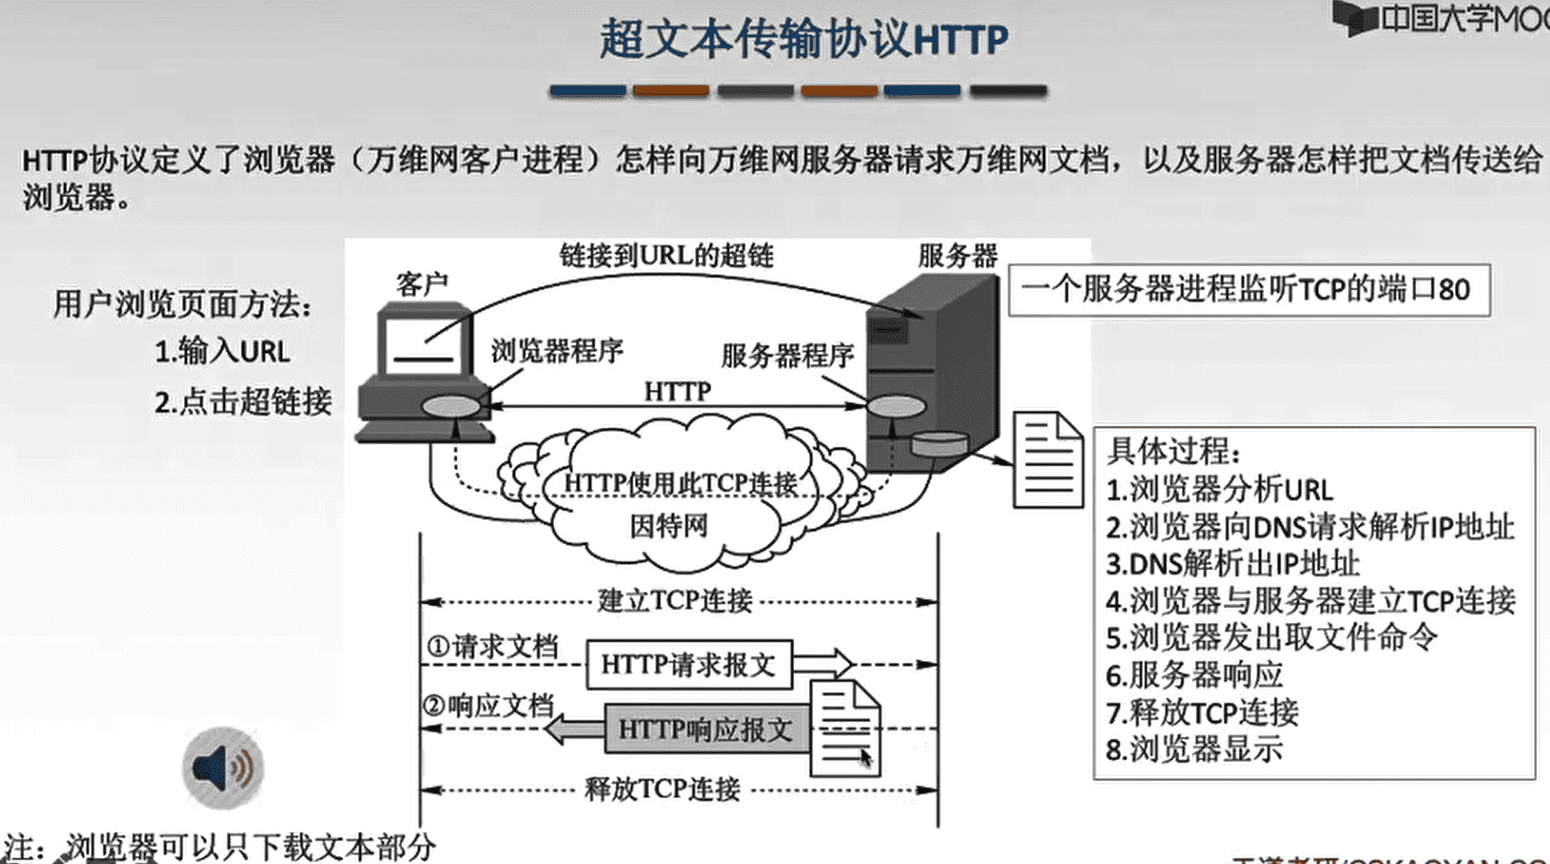 超文本传输协议HTTP
中国大学MOO
HTTP协议定义了浏览器（万维网客户进程）怎样向万维网服务器请求万维网文档，以及服务器怎样把文档传送给
浏览器。
用户浏览页面方法：
1.输入URL
2.点击超链接
链接到URL的超链
服务器
客户
一个服务器进程监听TCP的端口80
浏览器程序
服务器程序
HTTP
HTTP使用此TCP连接
因特网
建立TCP连接
①请求文档
HTTP请求报文
②响应文档
HTTP响应报文
释放TCP连接
具体过程：
1.浏览器分析URL
2.浏览器向DNS请求解析IP地址
3.DNS解析出IP地址
4.浏览器与服务器建立TCP连接
5.浏览器发出取文件命令
6.服务器响应
7.释放TCP连接
8.浏览器显示
注：浏览器可以只下载文本部分